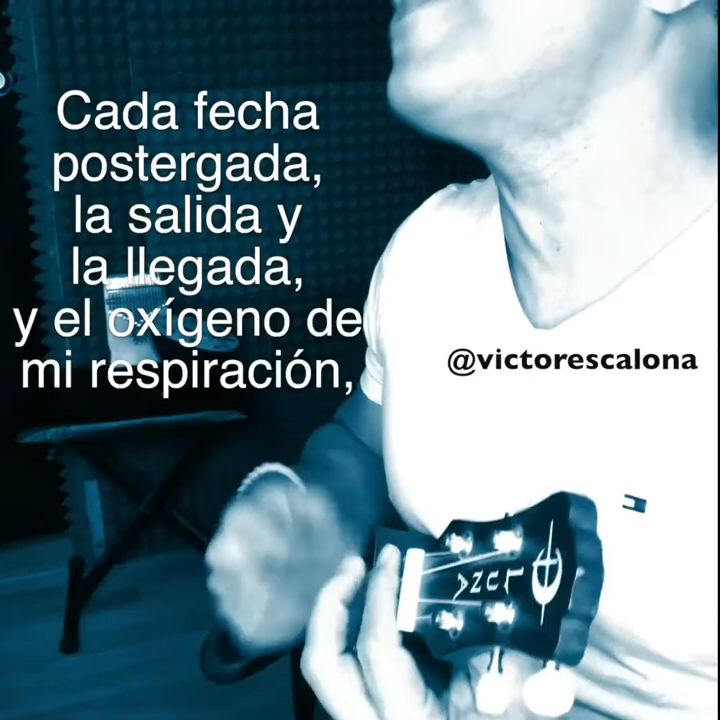 Cada fecha
postergada,
la salida y
la llegada,
y el oxígeno de
mi respiración,
@victorescalona